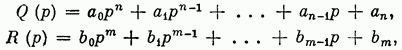 Q (p) = a₀pⁿ + a₁pⁿ⁻¹ + . . . + aₙ₋₁p + aₙ,
R (p) = b₀pᵐ + b₁pᵐ⁻¹ + . . . + bₘ₋₁p + bₘ,